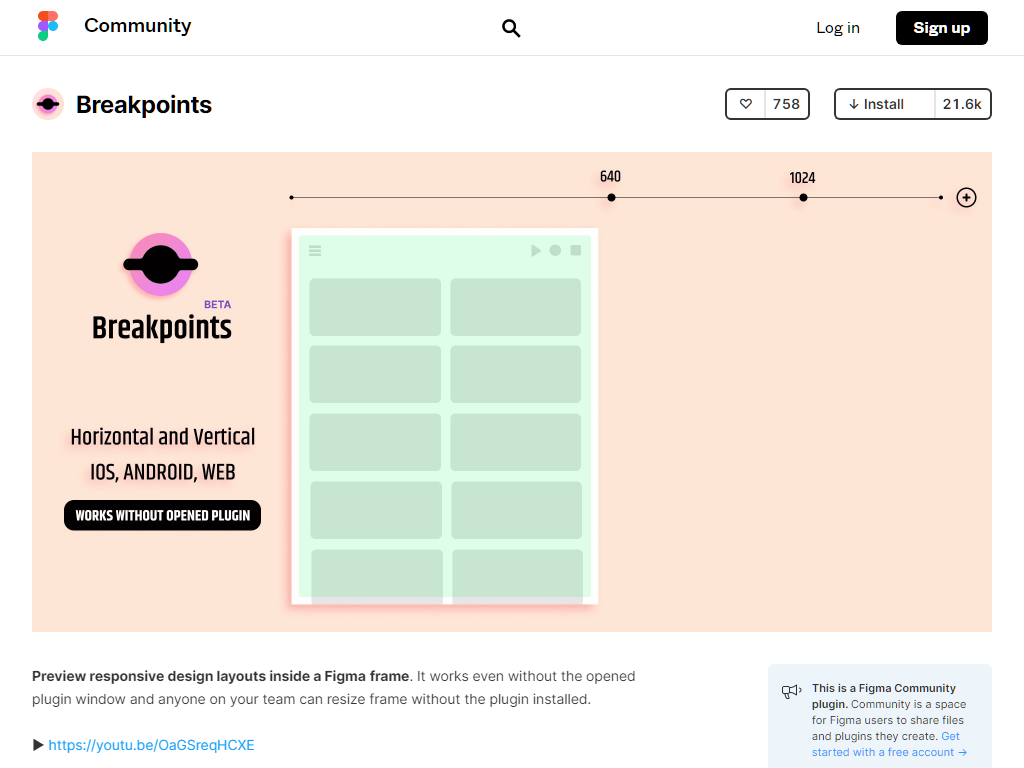 Community
Log in
Sign up
Breakpoints
758
↓ Install
21.6k
640
1024
BETA
Breakpoints
Horizontal and Vertical
IOS, ANDROID, WEB
WORKS WITHOUT OPENED PLUGIN
Preview responsive design layouts inside a Figma frame. It works even without the opened
plugin window and anyone on your team can resize frame without the plugin installed.
▶ https://youtu.be/OaGSreqHCXE
This is a Figma Community
plugin. Community is a space
for Figma users to share files
and plugins they create. Get
started with a free account →